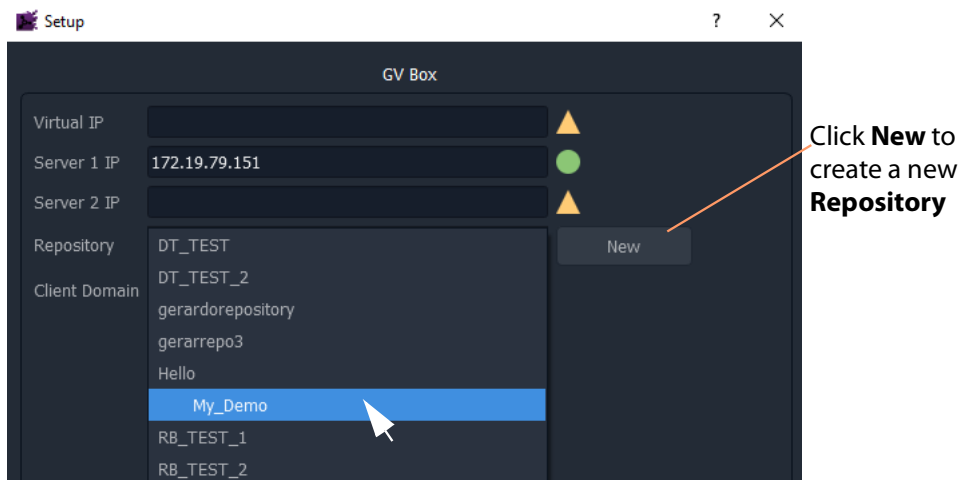 Setup
?
GV Box
Virtual IP
Server 1 IP 172.19.79.151
Server 2 IP
Repository
New
Client Domain
DT_TEST
DT_TEST_2
gerardorepository
gerarrepo3
Hello
My_Demo
RB_TEST_1
RB_TEST_2
Click New to
create a new
Repository